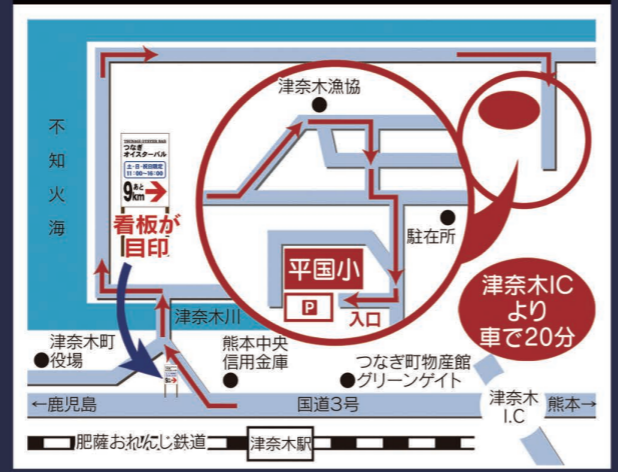 津奈木漁協
不知火海
TSUNAGI OYSTER BAR
つなぎ
オイスターバル
土・日・祝日限定
11:00~16:00
あと
9km
看板が
目印
駐在所
平国小
P
入口
津奈木IC
より
車で20分
津奈木川
津奈木町
役場
熊本中央
信用金庫
つなぎ町物産館
グリーンゲイト
←鹿児島
国道3号
津奈木
I.C
熊本→
肥薩おれんじ鉄道
津奈木駅